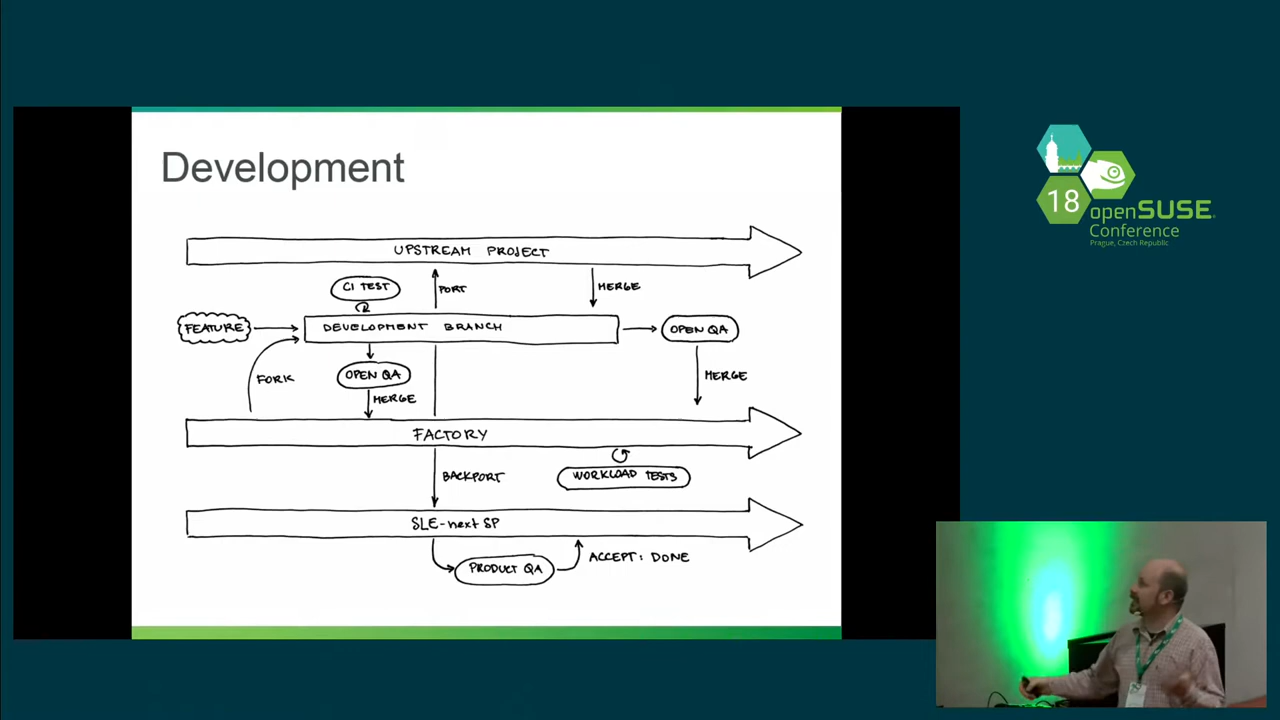 Development
UPSTREAM PROJECT
CI TEST
PORT
MERGE
FEATURE
DEVELOPMENT BRANCH
OPEN QA
FORK
OPEN QA
MERGE
MERGE
FACTORY
BACKPORT
WORKLOAD TESTS
SLE-next SP
PRODUCT QA
ACCEPT: DONE
18
openSUSE
Conference
Prague, Czech Republic